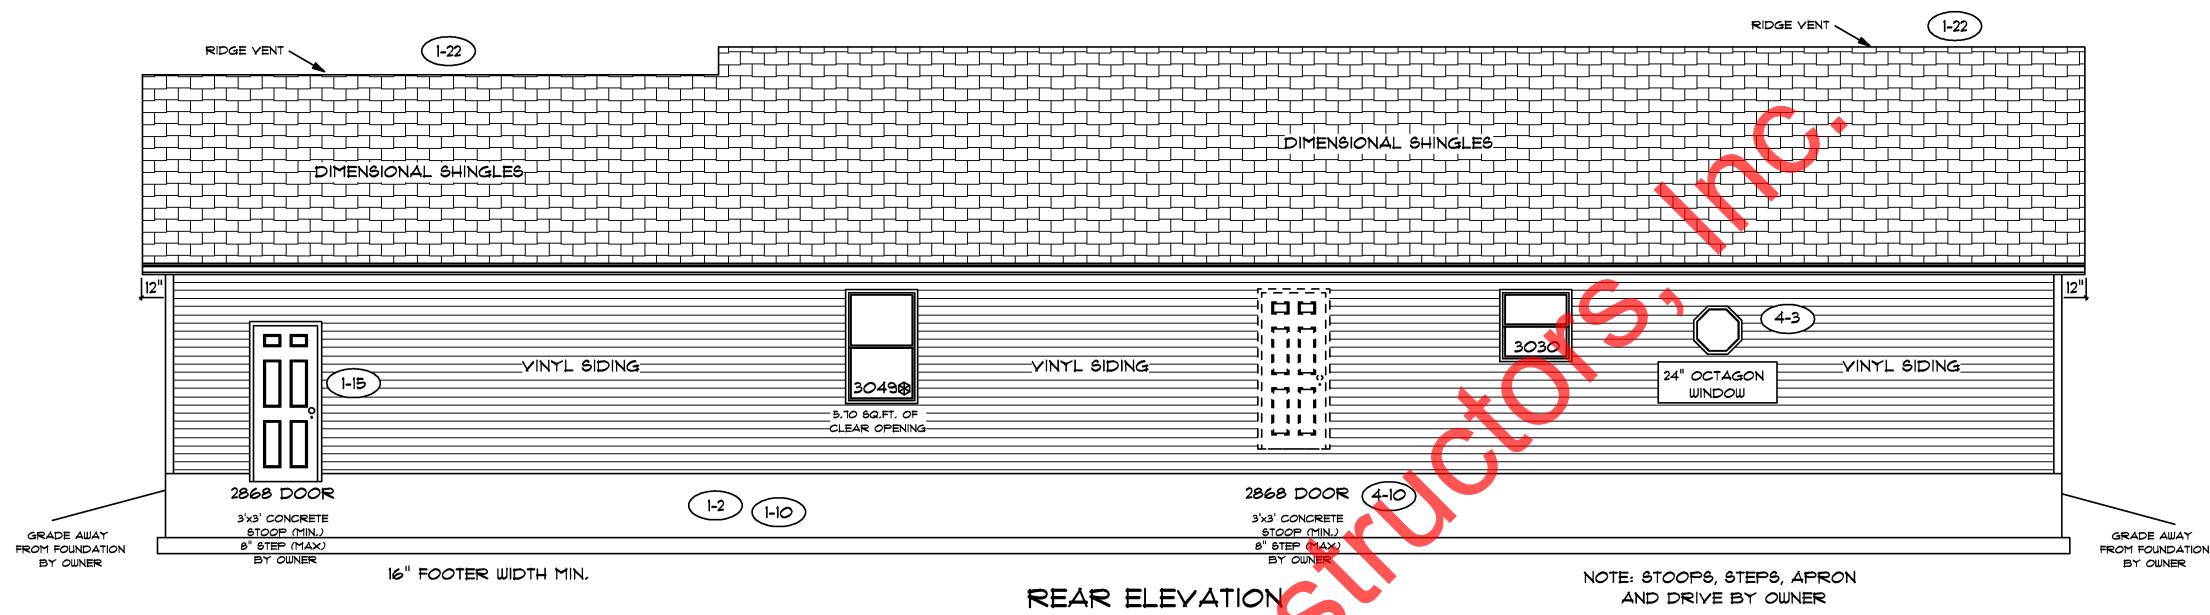 RIDGE VENT
1-22
RIDGE VENT
1-22
DIMENSIONAL SHINGLES
DIMENSIONAL SHINGLES
12"
12"
1-15
VINYL SIDING
3049
5.70 SQ.FT. OF
CLEAR OPENING
VINYL SIDING
3030
4-3
24" OCTAGON
WINDOW
VINYL SIDING
2868 DOOR
3'x3' CONCRETE
STOOP (MIN.)
8" STEP (MAX)
BY OWNER
1-2
1-10
2868 DOOR
4-10
3'x3' CONCRETE
STOOP (MIN.)
8" STEP (MAX)
BY OWNER
GRADE AWAY
FROM FOUNDATION
BY OWNER
GRADE AWAY
FROM FOUNDATION
BY OWNER
16" FOOTER WIDTH MIN.
REAR ELEVATION
NOTE: STOOPS, STEPS, APRON
AND DRIVE BY OWNER
structors, Inc.